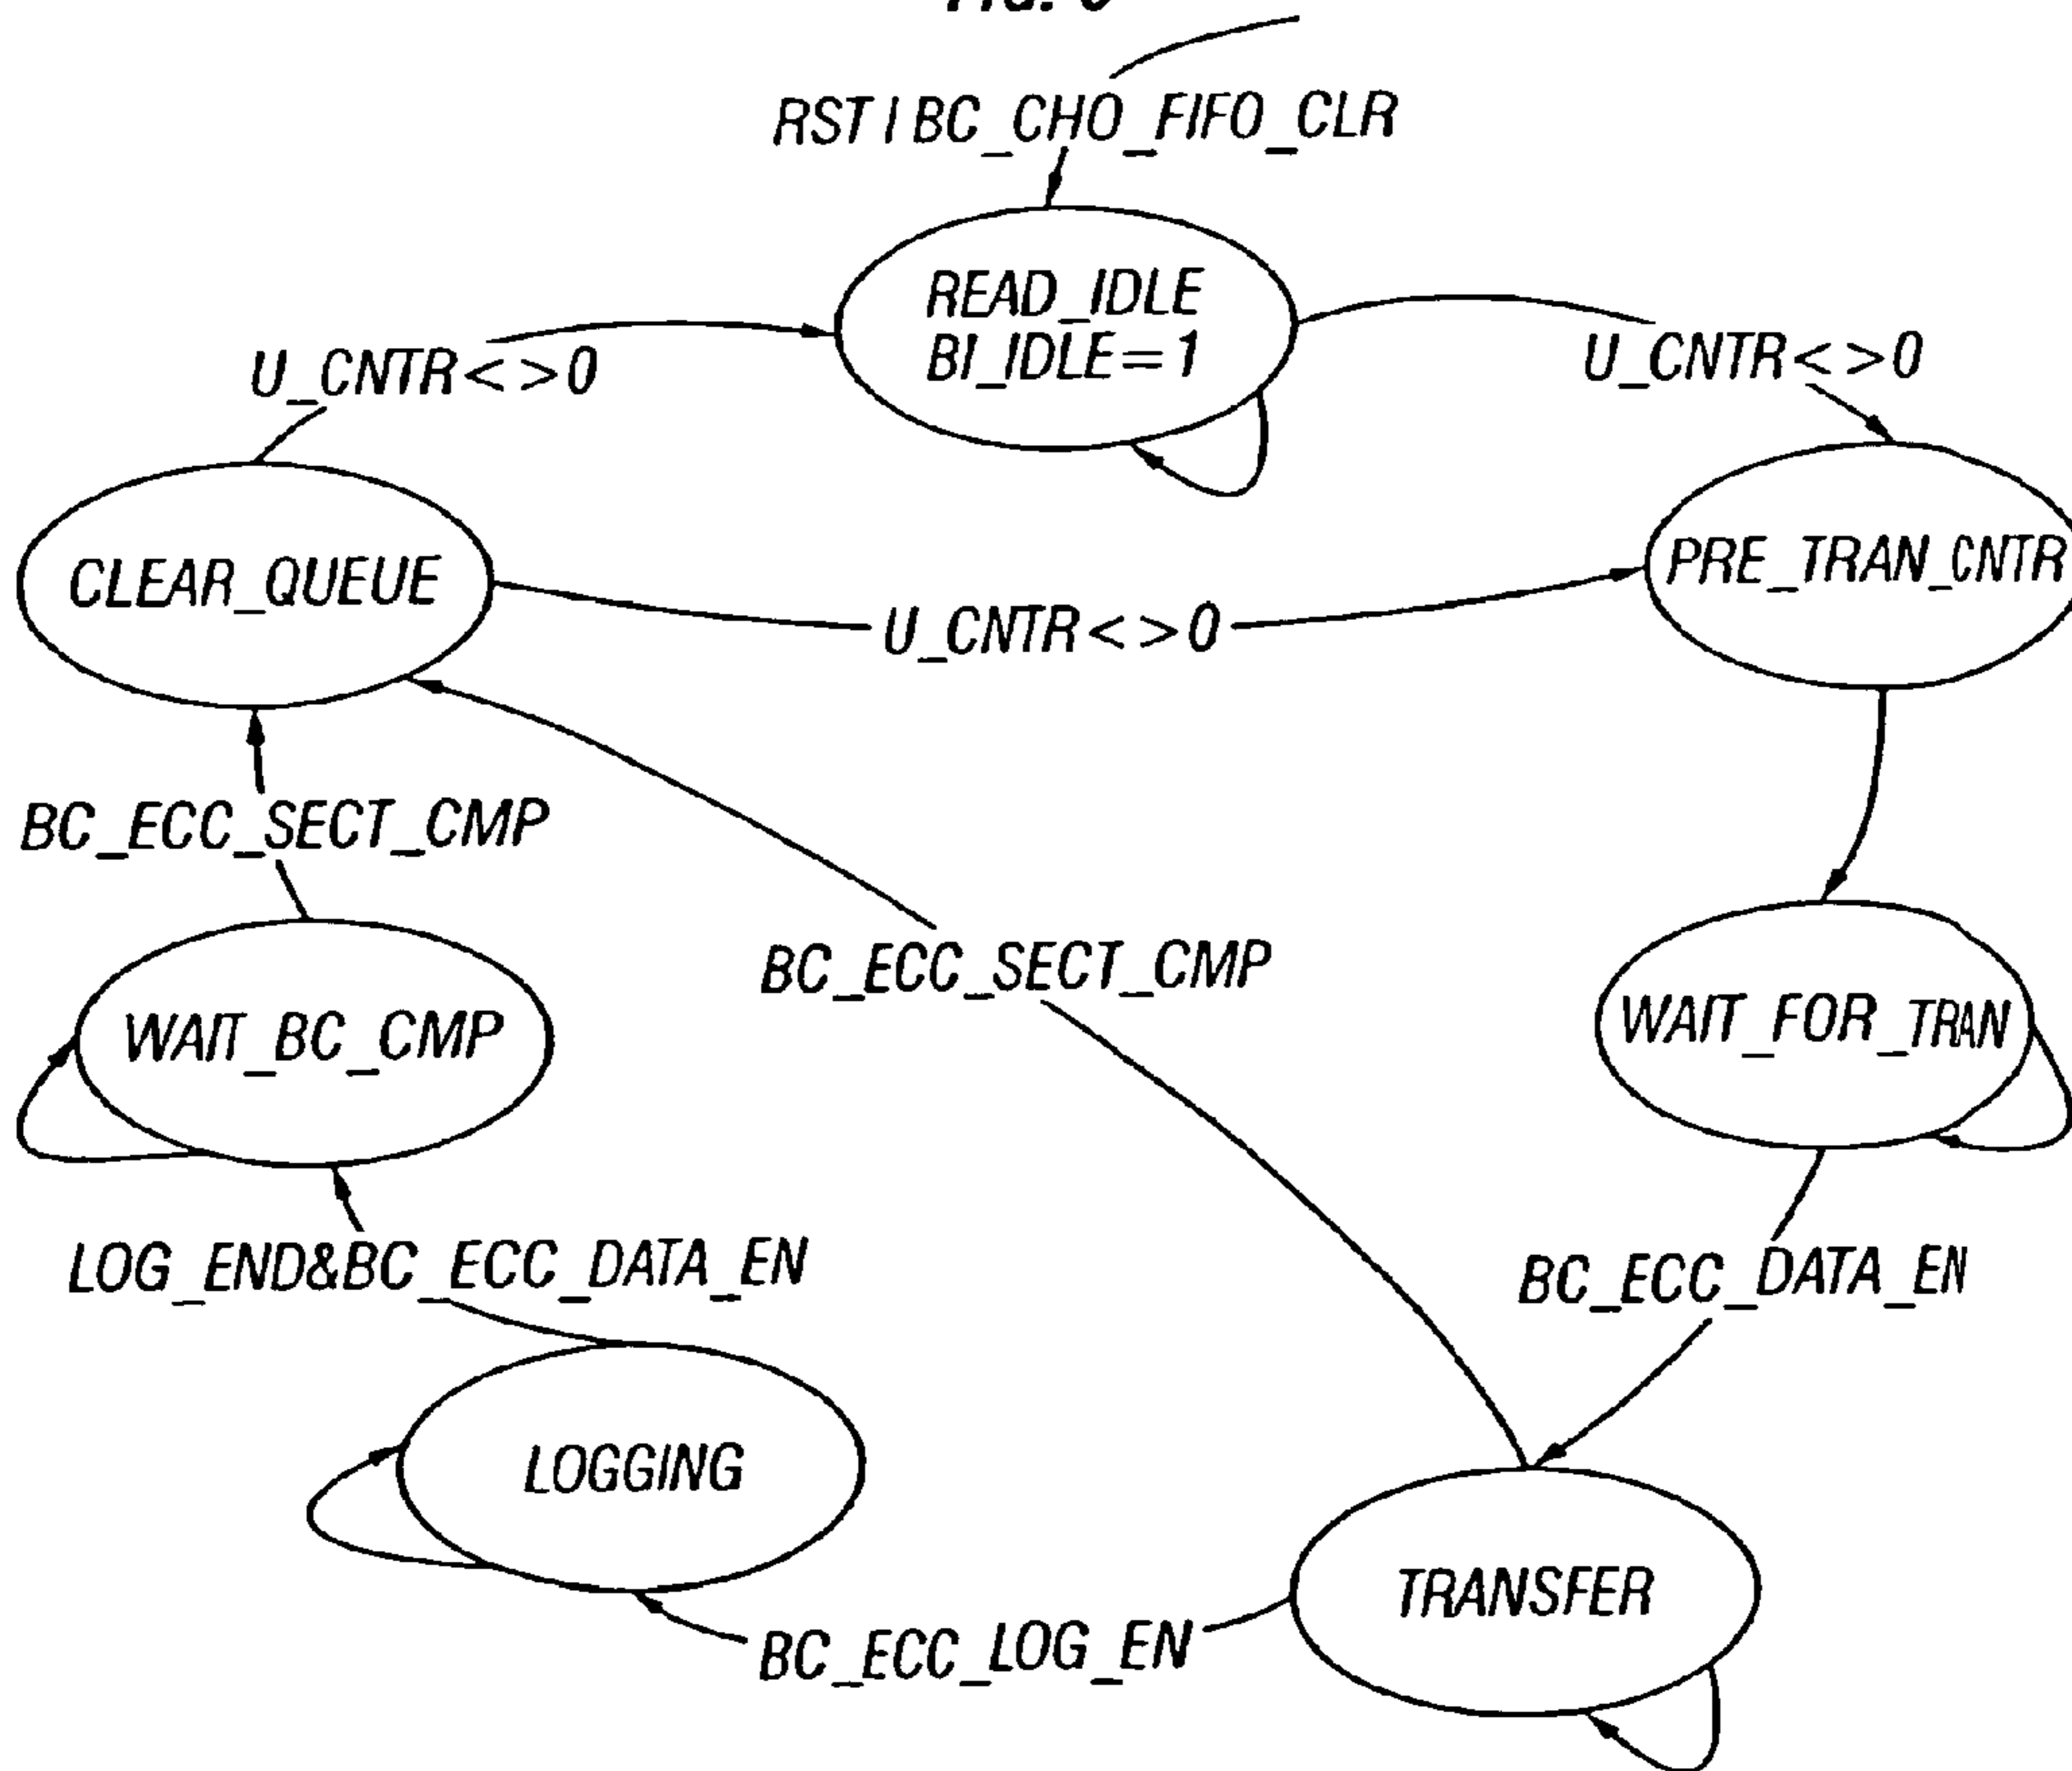 RST I BC_CHO_FIFO_CLR
READ_IDLE
BI_IDLE=1
U_CNTR<>0
U_CNTR<>0
CLEAR_QUEUE
PRE_TRAN_CNTR
U_CNTR<>0
BC_ECC_SECT_CMP
BC_ECC_SECT_CMP
WAIT_BC_CMP
WAIT_FOR_TRAN
LOG_END&BC_ECC_DATA_EN
BC_ECC_DATA_EN
LOGGING
TRANSFER
BC_ECC_LOG_EN